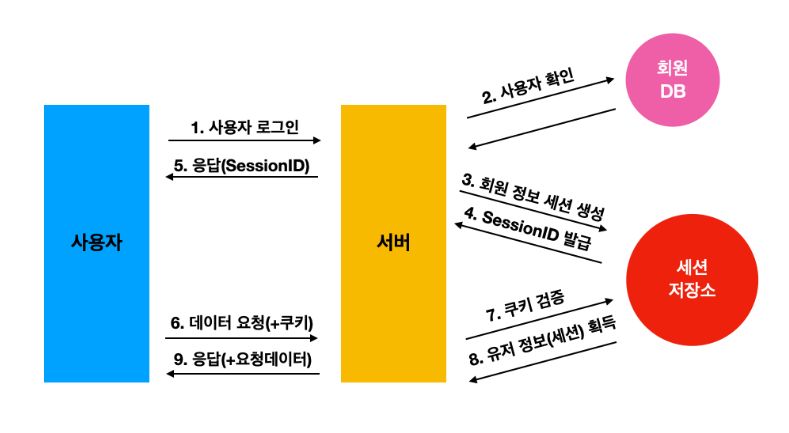 회원
DB
2. 사용자 확인
1. 사용자 로그인
5. 응답(SessionID)
3. 회원 정보 세션 생성
4. SessionID 발급
사용자
서버
세션
저장소
6. 데이터 요청(+쿠키)
9. 응답(+요청데이터)
7. 쿠키 검증
8. 유저 정보(세션) 획득